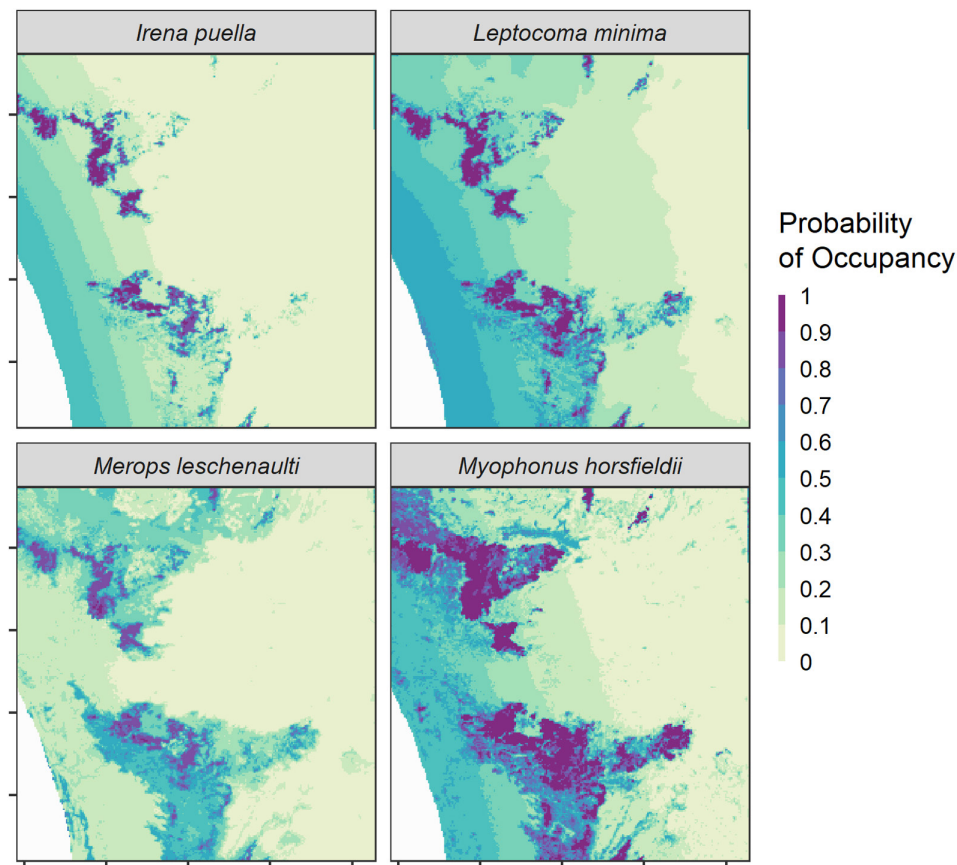 Irena puella
Leptocoma minima
Merops leschenaulti
Myophonus horsfieldii
Probability
of Occupancy
1
0.9
0.8
0.7
0.6
0.5
0.4
0.3
0.2
0.1
0